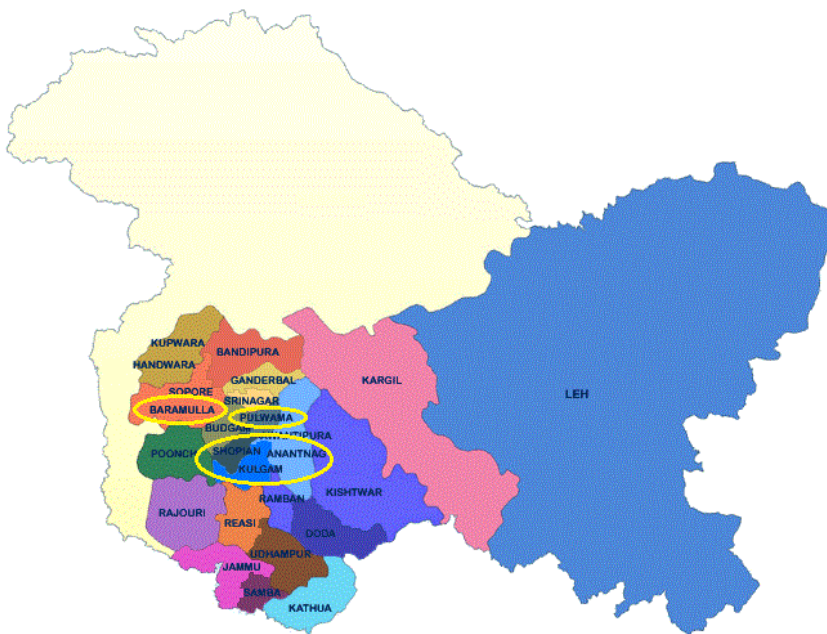 KUPWARA
BANDIPURA
HANDWARA
GANDERBAL
KARGIL
SOPORE
LEH
SRINAGAR
BARAMULLA
PULWAMA
BUDGAM
AWANTIPURA
POONCH
SHOPIAN
ANANTNAG
KULGAM
KISHTWAR
RAMBAN
RAJOURI
REASI
DODA
UDHAMPUR
JAMMU
SAMBA
KATHUA